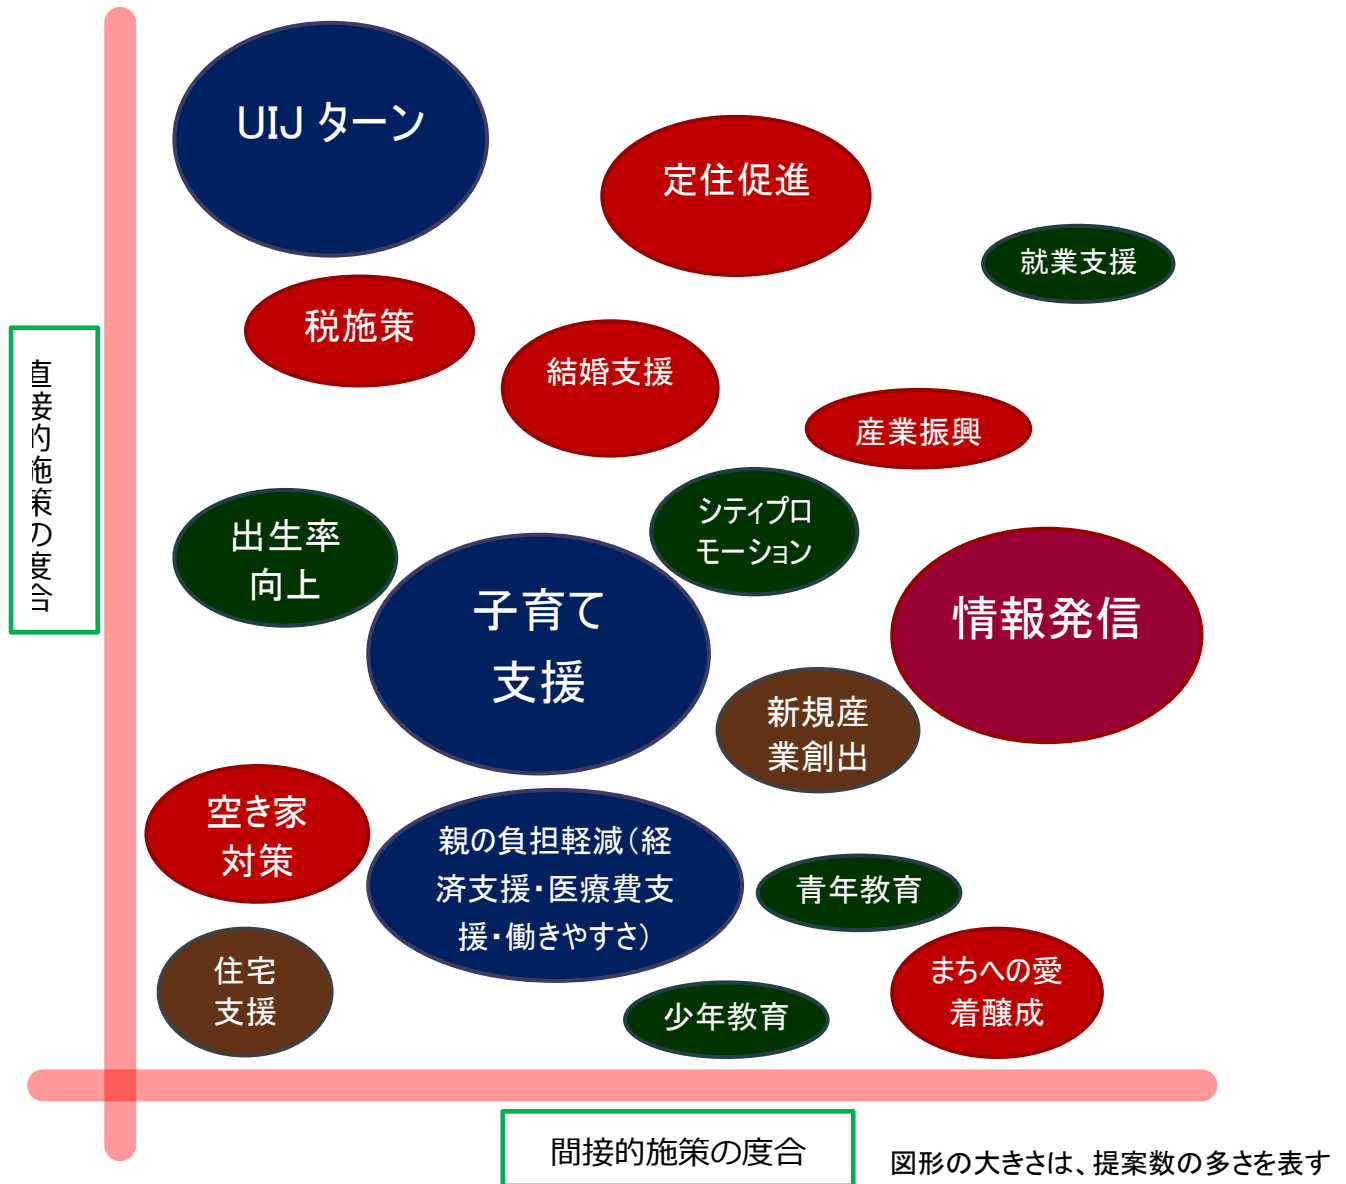 UIJ ターン
定住促進
就業支援
税施策
結婚支援
産業振興
直接的施策の度合
シティプロ
モーション
出生率
向上
子育て
支援
情報発信
新規産
業創出
空き家
対策
親の負担軽減（経
済支援・医療費支
援・働きやすさ）
青年教育
住宅
支援
まちへの愛
着醸成
少年教育
間接的施策の度合
図形の大きさは、提案数の多さを表す